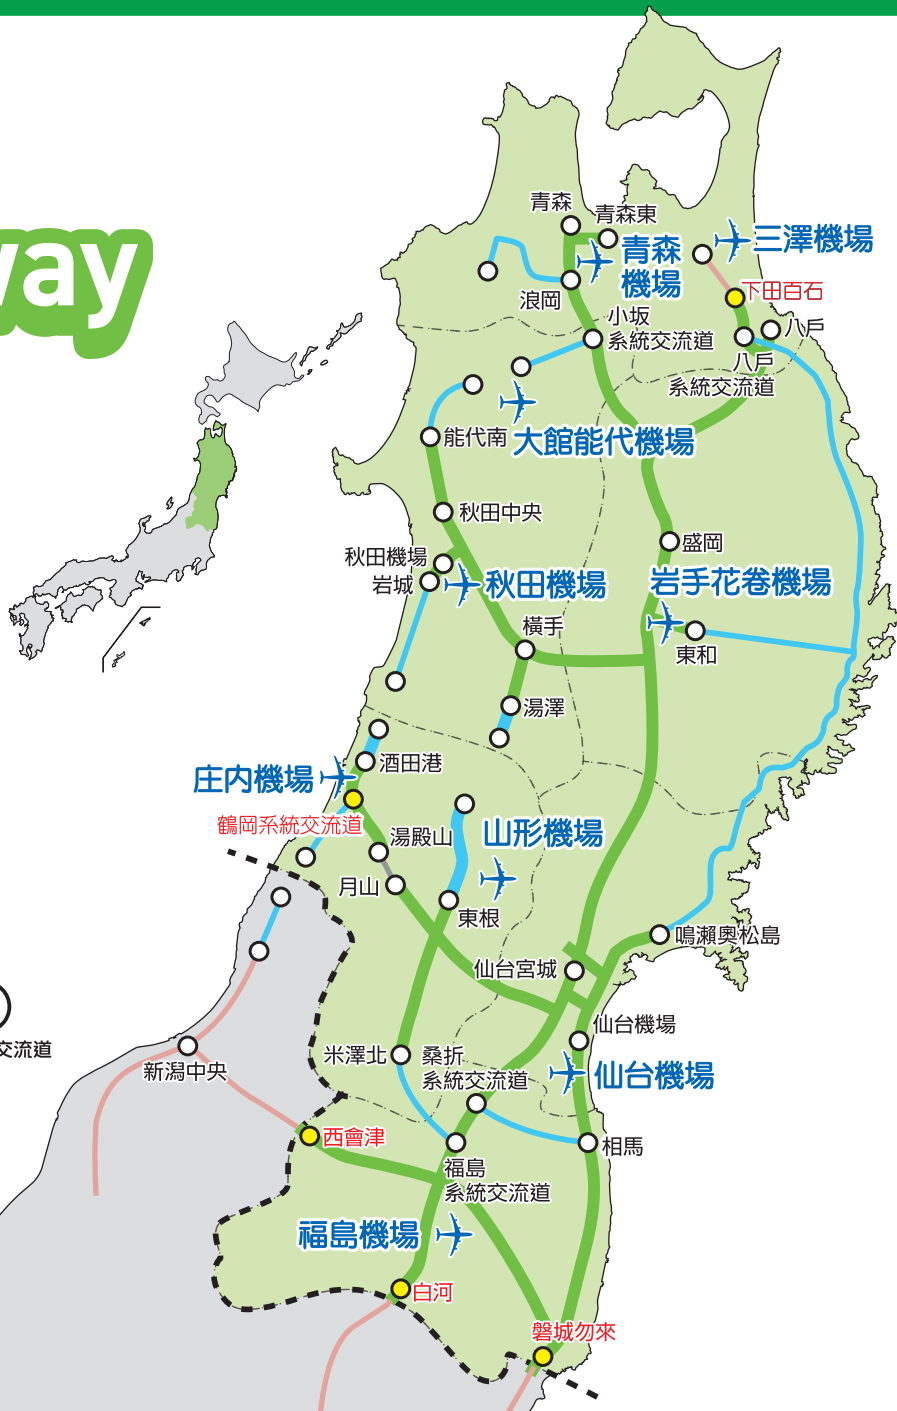 way
青森
青森東
青森
機場
三澤機場
下田百石
浪岡
小坂
系統交流道
八戶
八戶
系統交流道
能代南
大館能代機場
秋田中央
盛岡
秋田機場
岩城
秋田機場
岩手花卷機場
橫手
東和
湯澤
酒田港
庄内機場
鶴岡系統交流道
湯殿山
山形機場
月山
東根
鳴瀨奧松島
仙台宮城
仙台機場
交流道
新潟中央
米澤北
桑折
系統交流道
仙台機場
西會津
相馬
福島
系統交流道
福島機場
白河
磐城勿來